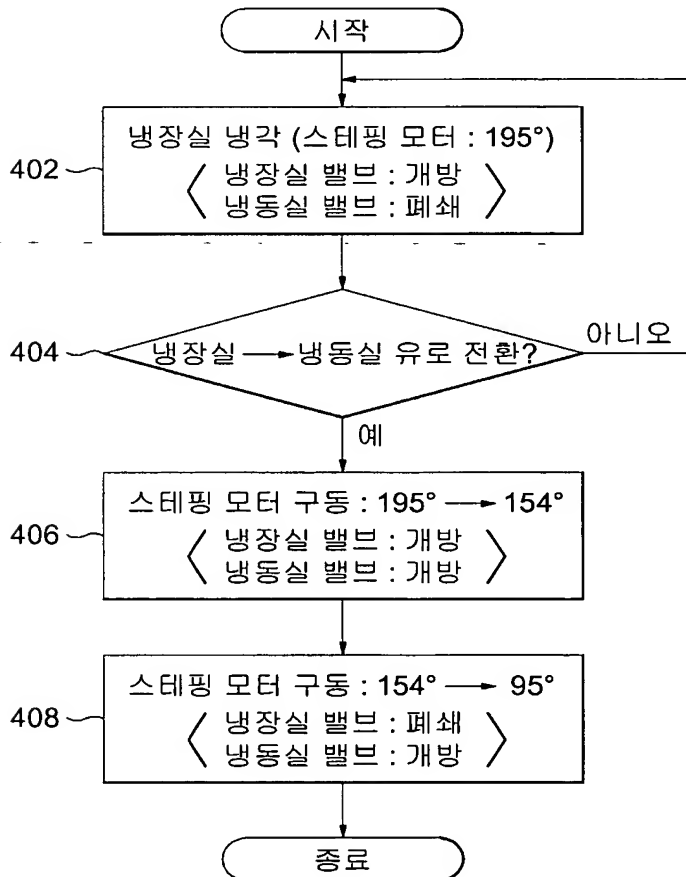 시작
냉장실 냉각 (스테핑 모터 : 195°)
402
냉장실 밸브 : 개방
냉동실 밸브 : 폐쇄
404
냉장실 → 냉동실 유로 전환?
아니오
예
스테핑 모터 구동 : 195° → 154°
406
냉장실 밸브 : 개방
냉동실 밸브 : 개방
스테핑 모터 구동 : 154° → 95°
408
냉장실 밸브 : 폐쇄
냉동실 밸브 : 개방
종료